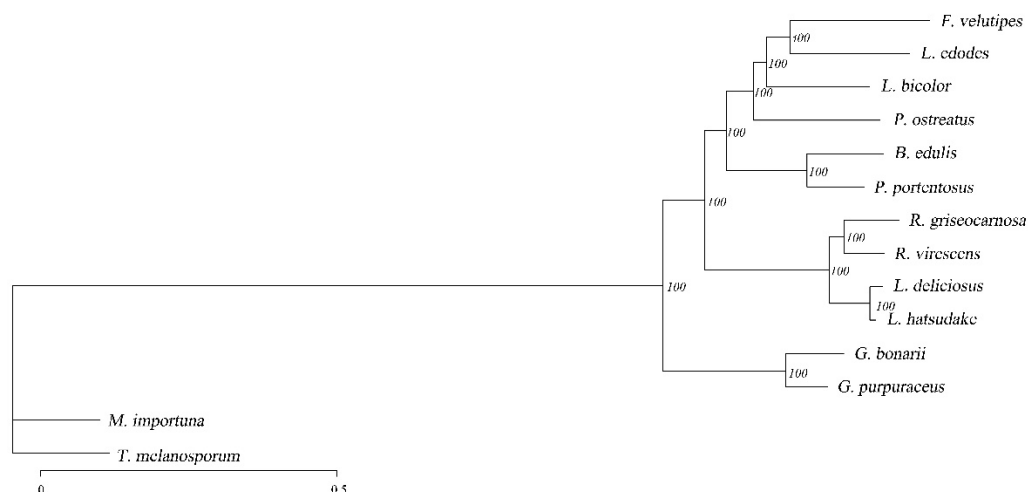 F. velutipes
100
L. edodes
100
L. bicolor
100
P. ostreatus
100
B. edulis
100
P. portentosus
100
R. griseocarnosa
100
R. virescens
100
L. deliciosus
100
100
L. hatsudake
G. bonarii
100
G. purpuraceus
M. importuna
T. melanosporum
0 0.5